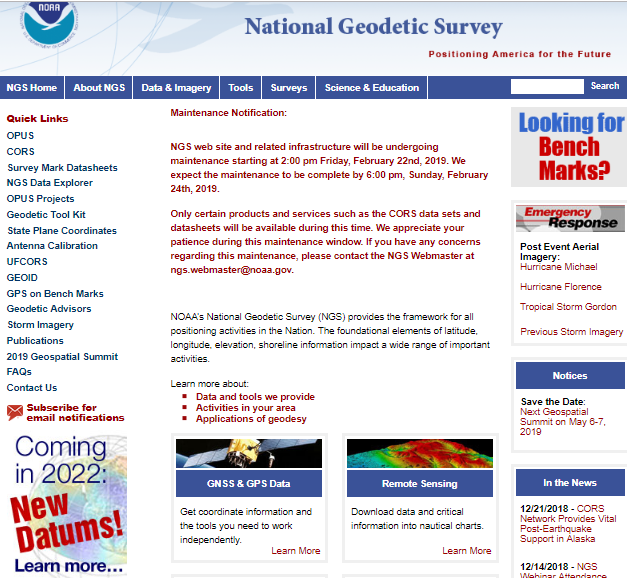 NOAA
National Geodetic Survey
Positioning America for the Future
NGS Home
About NGS
Data & Imagery
Tools
Surveys
Science & Education
Search
Quick Links
OPUS
CORS
Survey Mark Datasheets
NGS Data Explorer
OPUS Projects
Geodetic Tool Kit
State Plane Coordinates
Antenna Calibration
UFCORS
GEOID
GPS on Bench Marks
Geodetic Advisors
Storm Imagery
Publications
2019 Geospatial Summit
FAQs
Contact Us
Subscribe for
email notifications
Coming
in 2022:
New
Datums!
Learn more...
Maintenance Notification:
NGS web site and related infrastructure will be undergoing
maintenance starting at 2:00 pm Friday, February 22nd, 2019. We
expect the maintenance to be complete by 6:00 pm, Sunday, February
24th, 2019.
Only certain products and services such as the CORS data sets and
datasheets will be available during this time. We appreciate your
patience during this maintenance window. If you have any concerns
regarding this maintenance, please contact the NGS Webmaster at
ngs.webmaster@noaa.gov.
NOAA's National Geodetic Survey (NGS) provides the framework for all
positioning activities in the Nation. The foundational elements of latitude,
longitude, elevation, shoreline information impact a wide range of important
activities.
Learn more about:
Data and tools we provide
Activities in your area
Applications of geodesy
GNSS & GPS Data
Get coordinate information and
the tools you need to work
independently.
Learn More
Remote Sensing
Download data and critical
information into nautical charts.
Learn More
Looking for
Bench
Marks?
Emergency
Response
Post Event Aerial
Imagery:
Hurricane Michael
Hurricane Florence
Tropical Storm Gordon
Previous Storm Imagery
Notices
Save the Date:
Next Geospatial
Summit on May 6-7,
2019
In the News
12/21/2018 - CORS
Network Provides Vital
Post-Earthquake
Support in Alaska
12/14/2018 - NGS
Webinar Attendance